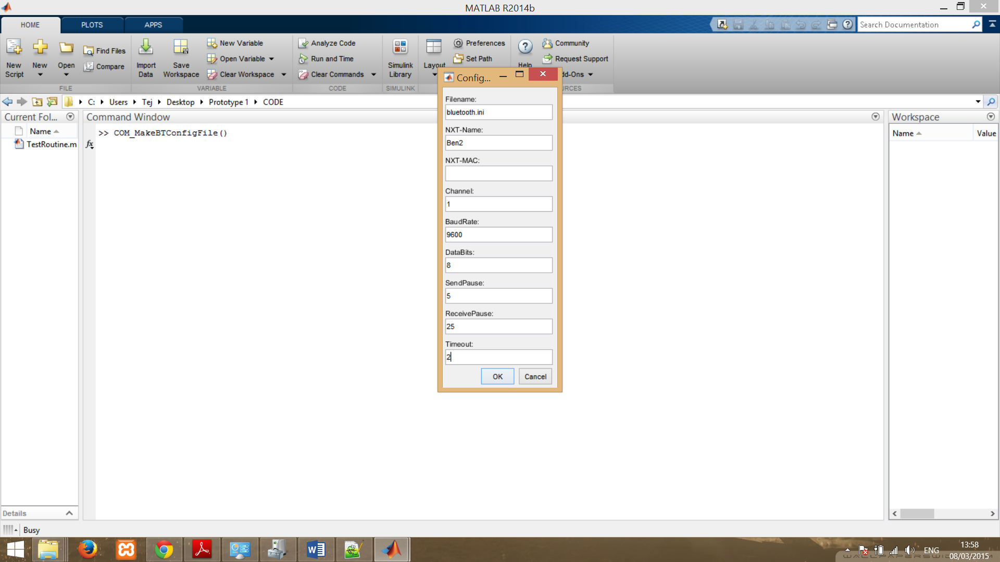 MATLAB R2014b
HOME PLOTS APPS
Search Documentation
New Script
New
Open
Find Files
Compare
FILE
Import Data
Save Workspace
New Variable
Open Variable
Clear Workspace
VARIABLE
Analyze Code
Run and Time
Clear Commands
CODE
Simulink Library
SIMULINK
Layout
Preferences
Set Path
Help
Community
Request Support
dd-Ons
URCES
C: Users Tej Desktop Prototype 1 CODE
Current Fol...
Name
TestRoutine.m
Details
Command Window
>> COM_MakeBTConfigFile()
fx
Config...
Filename:
bluetooth.ini
NXT-Name:
Ben2
NXT-MAC:
Channel:
1
BaudRate:
9600
DataBits:
8
SendPause:
5
ReceivePause:
25
Timeout:
2
OK Cancel
Workspace
Name Value
Busy
ENG
13:58
08/03/2015